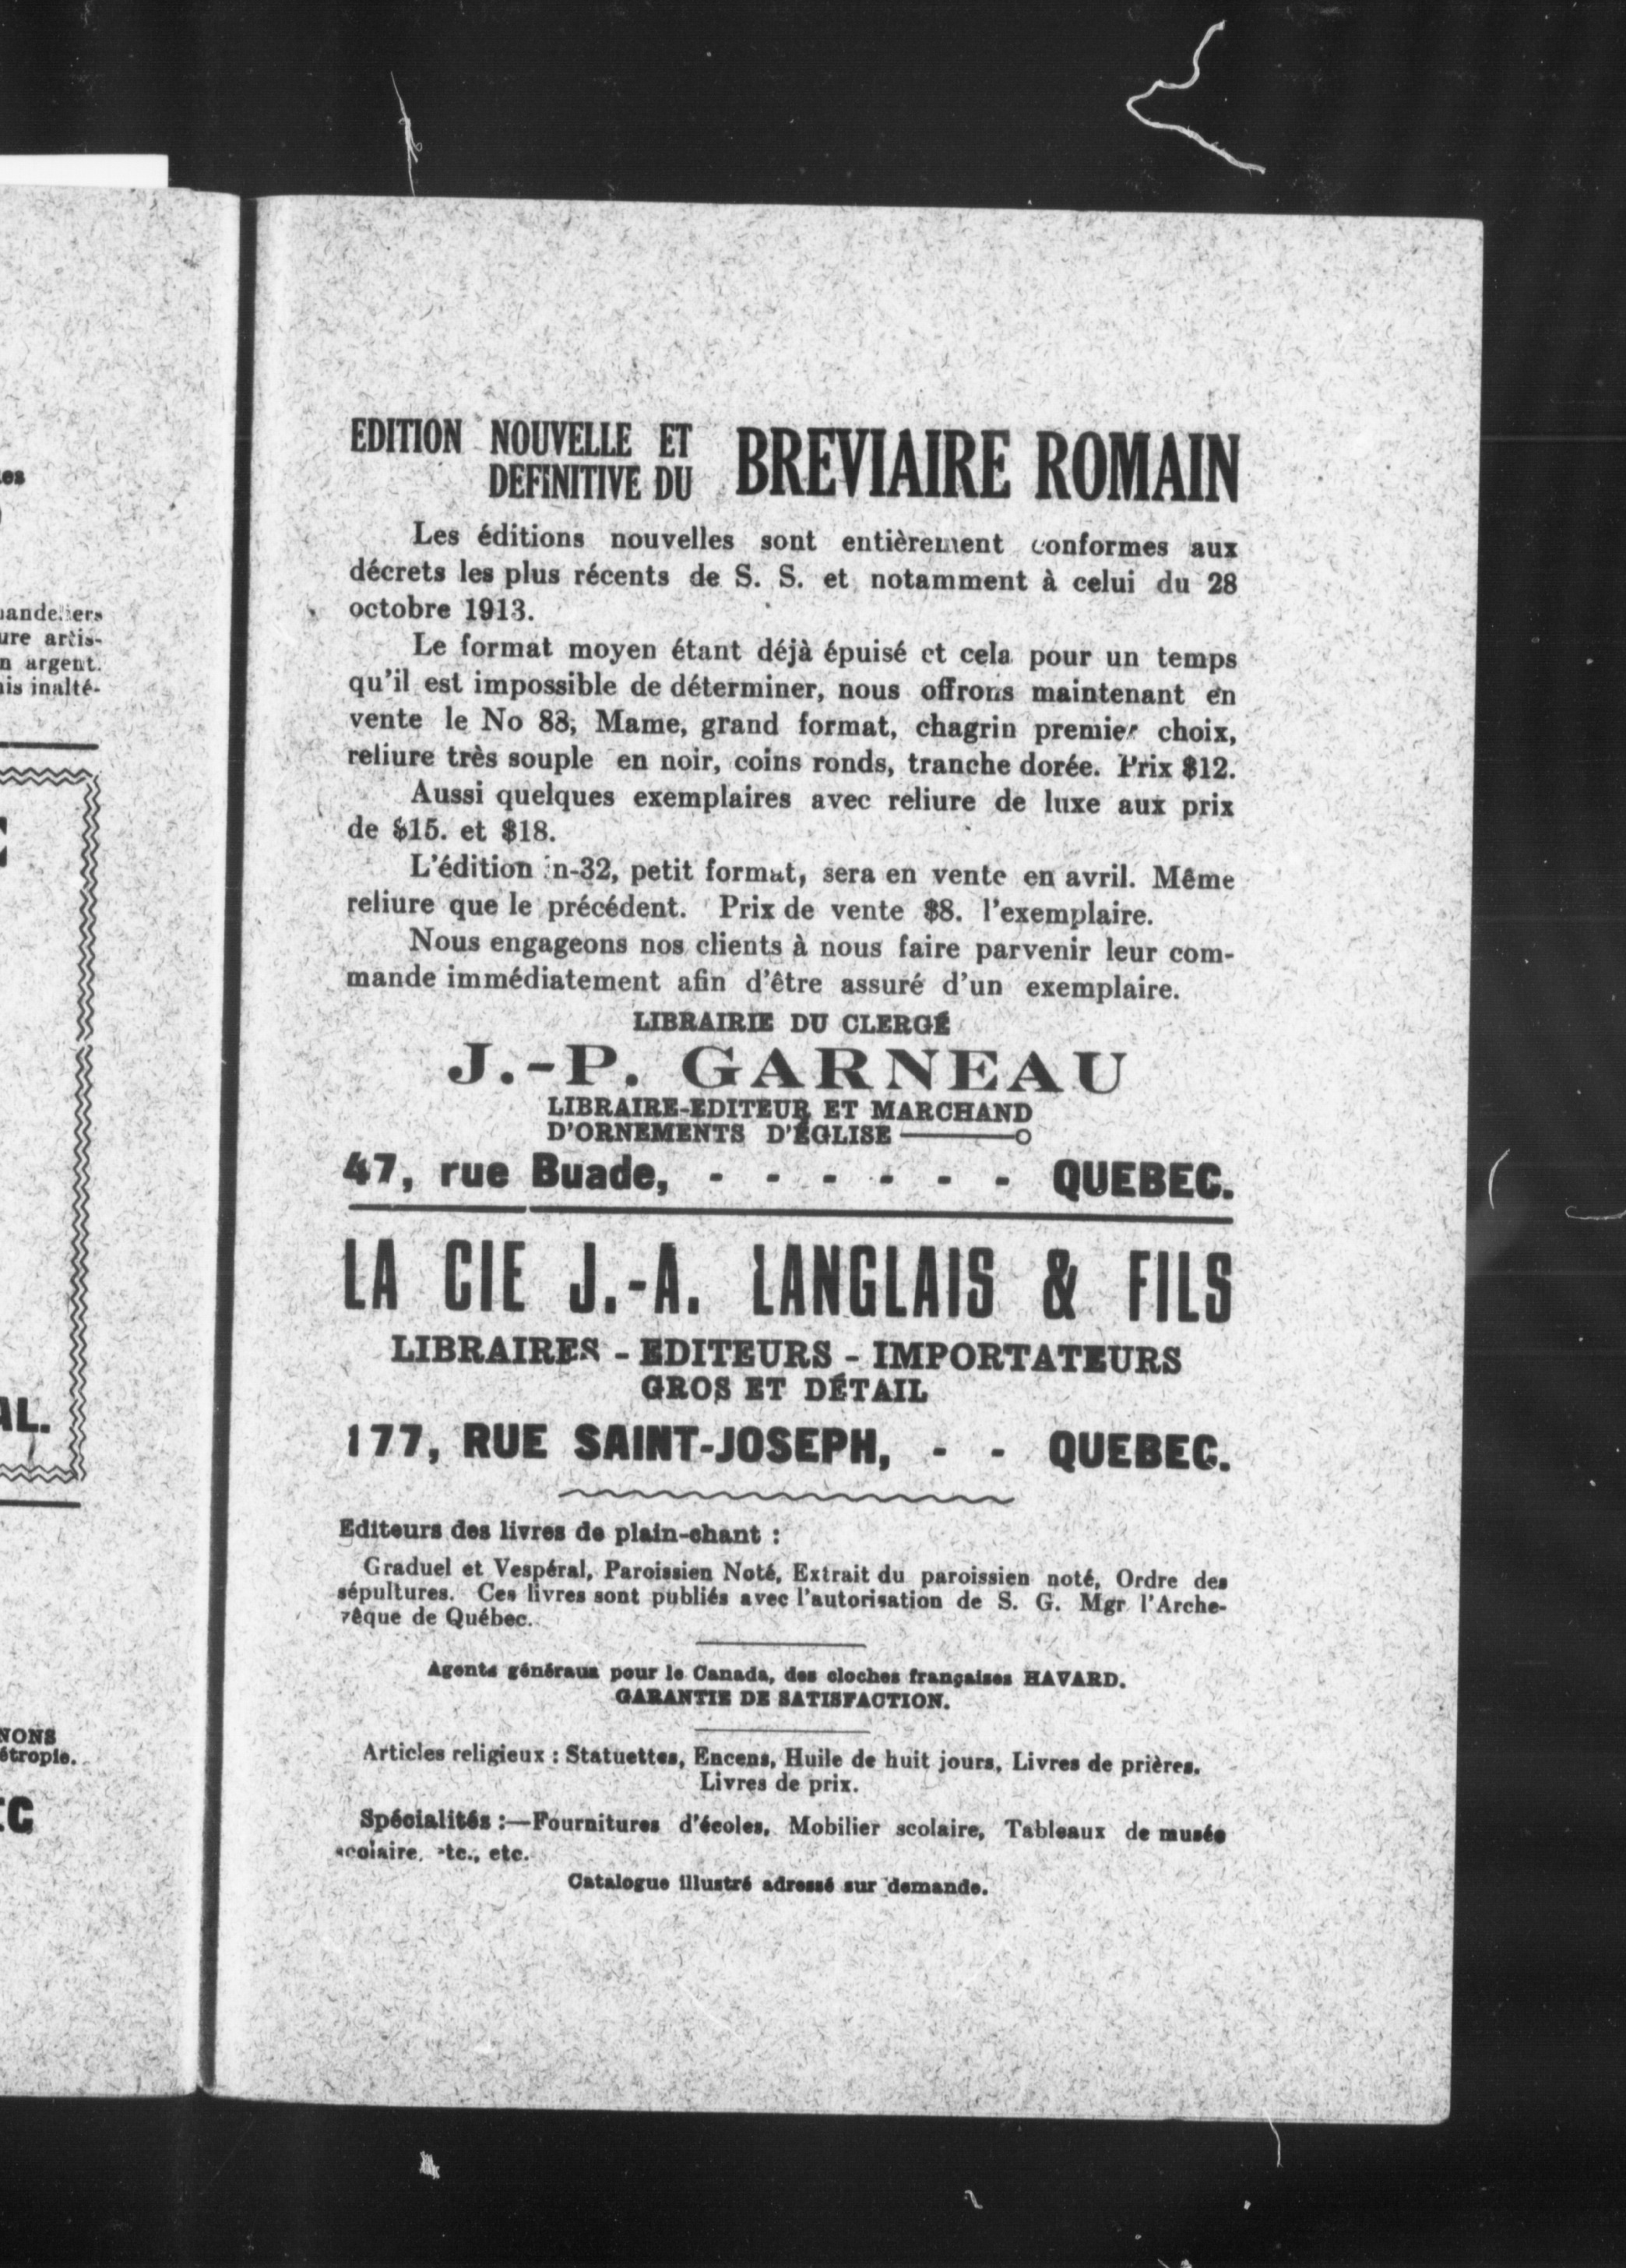 EDITION NOUVELLE ET DEFINITIVE DU BREVIAIRE ROMAIN
Les éditions nouvelles sont entièrement conformes aux
décrets les plus récents de S. S. et notamment à celui du 28
octobre 1913.
Le format moyen étant déjà épuisé et cela pour un temps
qu'il est impossible de déterminer, nous offrons maintenant en
vente le No 83, Mame, grand format, chagrin premier choix,
reliure très souple en noir, coins ronds, tranche dorée. Prix $12.
Aussi quelques exemplaires avec reliure de luxe aux prix
de $15. et $18.
L'édition in-32, petit format, sera en vente en avril. Même
reliure que le précédent. Prix de vente $8. l'exemplaire.
Nous engageons nos clients à nous faire parvenir leur com-
mande immédiatement afin d'être assuré d'un exemplaire.
LIBRAIRIE DU CLERGÉ
J.-P. GARNEAU
LIBRAIRE-EDITEUR ET MARCHAND
D'ORNEMENTS D'ÉGLISE
47, rue Buade, - - - - - - QUEBEC.
LA CIE J.-A. LANGLAIS & FILS
LIBRAIRES - EDITEURS - IMPORTATEURS
GROS ET DÉTAIL
177, RUE SAINT-JOSEPH, - - QUEBEC.
Editeurs des livres de plain-chant :
Graduel et Vespéral, Paroissien Noté, Extrait du paroissien noté, Ordre des
sépultures. Ces livres sont publiés avec l'autorisation de S. G. Mgr l'Arche-
vêque de Québec.
Agents généraux pour le Canada, des cloches françaises HAVARD.
GARANTIE DE SATISFACTION.
Articles religieux : Statuettes, Encens, Huile de huit jours, Livres de prières.
Livres de prix.
Spécialités :—Fournitures d'écoles, Mobilier scolaire, Tableaux de musée
scolaire, etc., etc.
Catalogue illustré adressé sur demande.